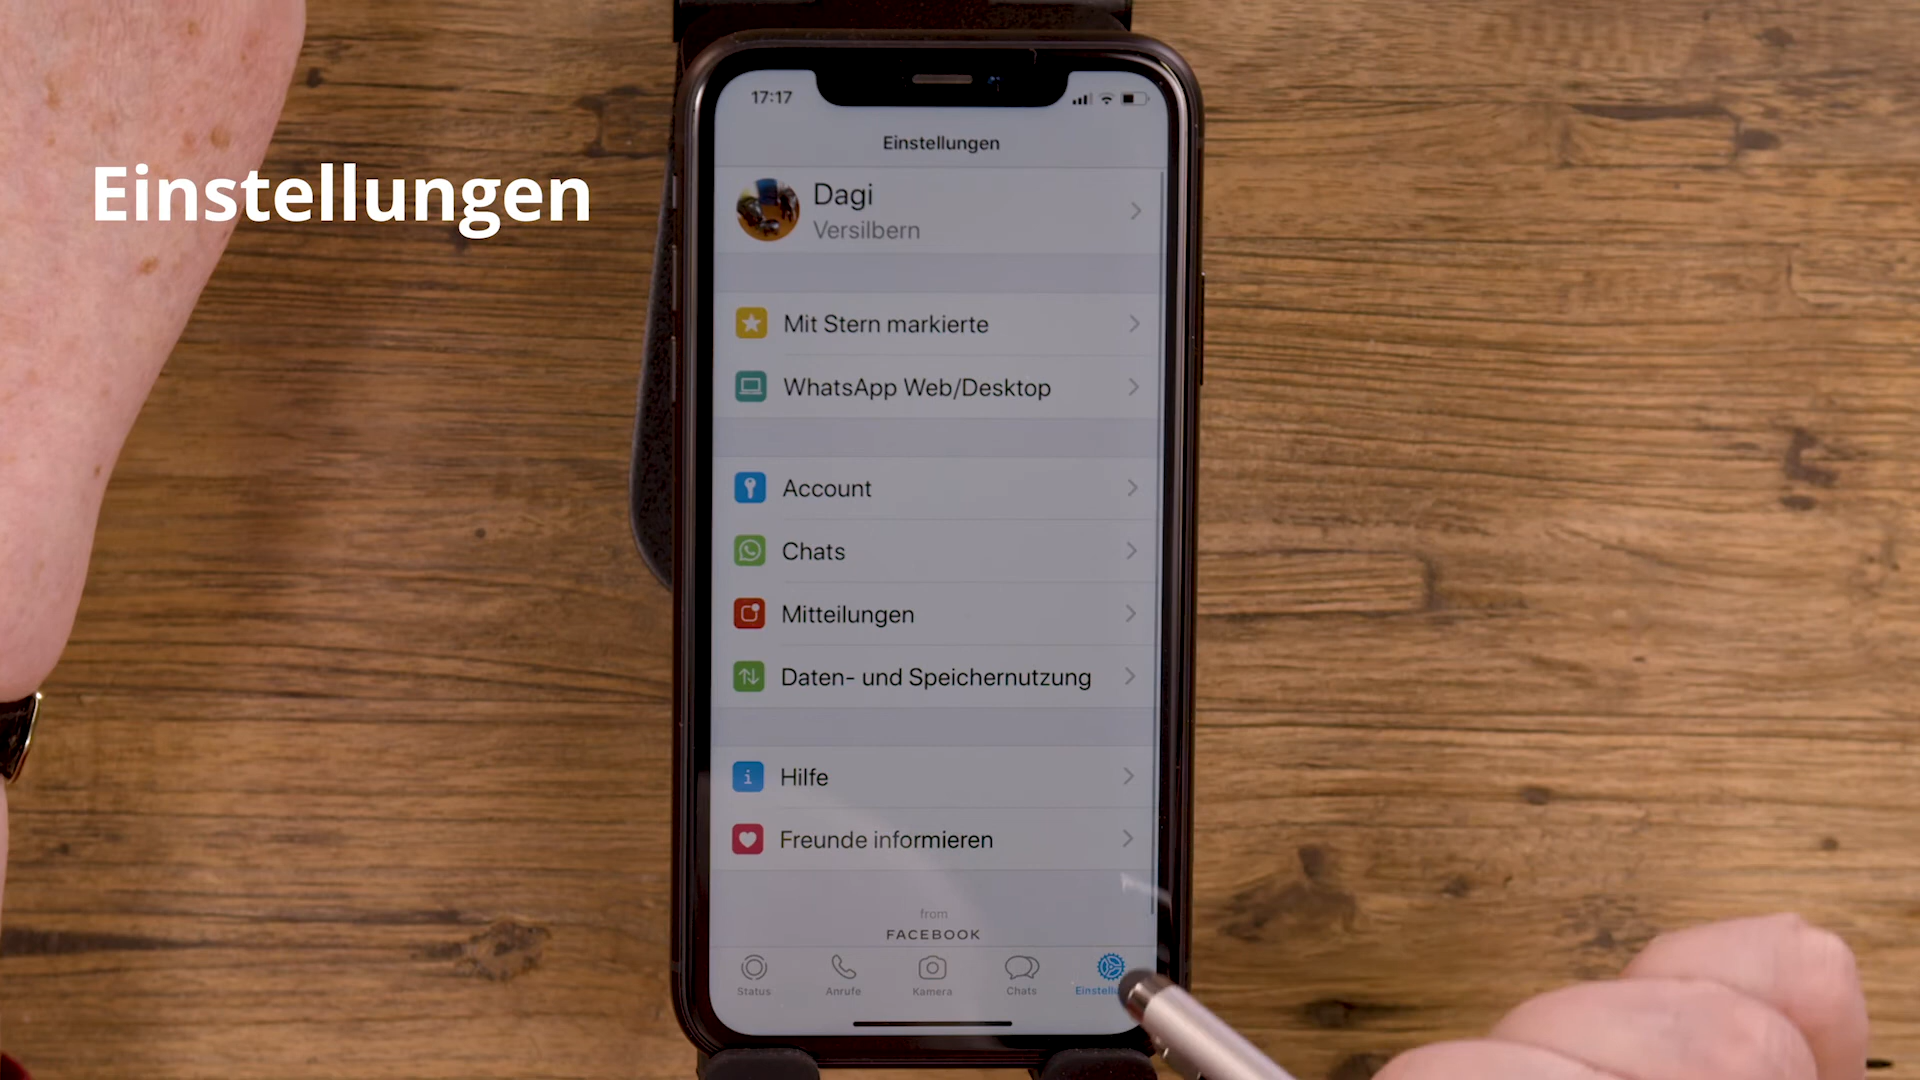 Einstellungen
17:17
Einstellungen
Dagi
Versilbern
Mit Stern markierte
WhatsApp Web/Desktop
Account
Chats
Mitteilungen
Daten- und Speichernutzung
Hilfe
Freunde informieren
from
FACEBOOK
Status Anrufe Kamera Chats Einstellu